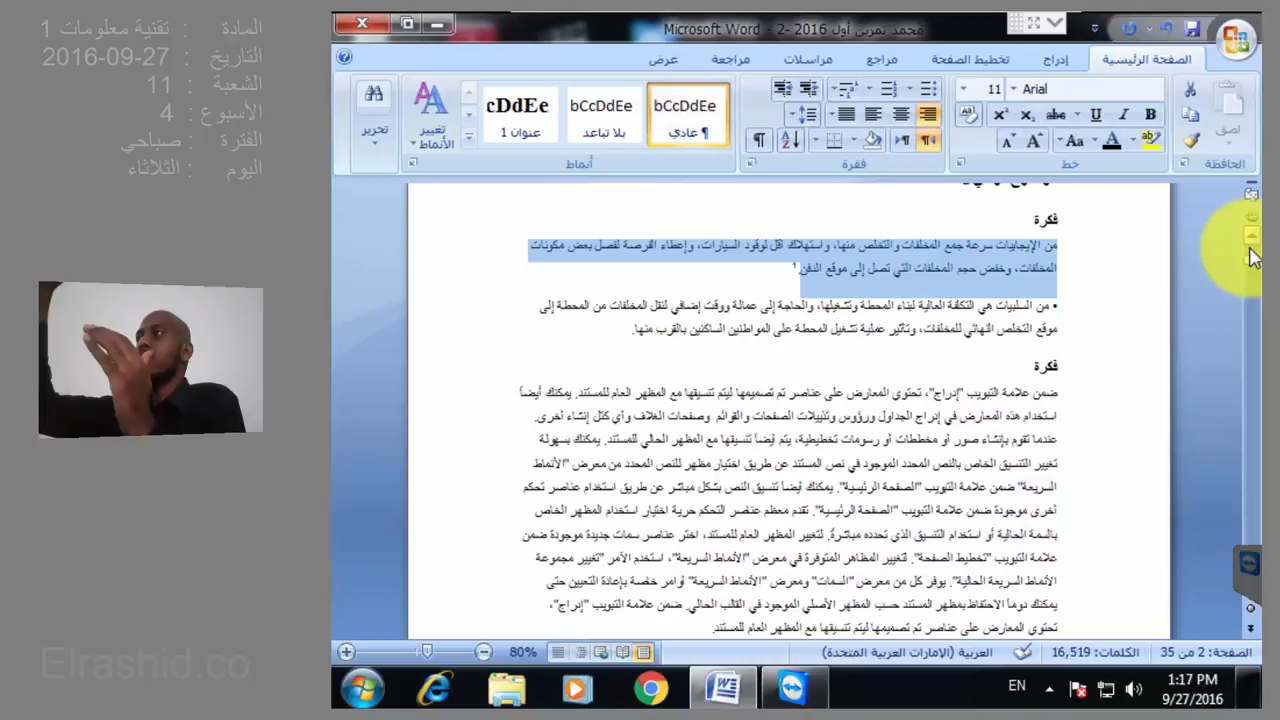 المادة : تقنية معلومات 1
التاريخ : 2016-09-27
الشعبة : 11
الأسبوع : 4
الفترة : صباحي
اليوم : الثلاثاء
محمد تمرين أول 2016 -2- Microsoft Word
الصفحة الرئيسية
إدراج
تخطيط الصفحة
مراجع
مراسلات
مراجعة
عرض
لصق
الحافظة
Arial
11
خط
فقرة
bCcDdEe
¶ عادي
bCcDdEe
بلا تباعد
cDdEe
عنوان 1
أنماط
تغيير الأنماط
تحرير
فكرة
من الإيجابيات سرعة جمع المخلفات والتخلص منها، واستهلاك أقل لوقود السيارات، وإعطاء الفرصة لفصل بعض مكونات
المخلفات، وخفض حجم المخلفات التي تصل إلى موقع الدفن.
• من السلبيات هي التكلفة العالية لبناء المحطة وتشغيلها، والحاجة إلى عمالة ووقت إضافي لنقل المخلفات من المحطة إلى
موقع التخلص النهائي للمخلفات، وتأثير عملية تشغيل المحطة على المواطنين الساكنين بالقرب منها.
فكرة
ضمن علامة التبويب "إدراج"، تحتوي المعارض على عناصر تم تصميمها ليتم تنسيقها مع المظهر العام للمستند. يمكنك أيضاً
استخدام هذه المعارض في إدراج الجداول ورؤوس وتذييلات الصفحات والقوائم وصفحات الغلاف وأي كتل إنشاء أخرى.
عندما تقوم بإنشاء صور أو مخططات أو رسومات تخطيطية، يتم أيضاً تنسيقها مع المظهر الحالي للمستند. يمكنك بسهولة
تغيير التنسيق الخاص بالنص المحدد الموجود في نص المستند عن طريق اختيار مظهر للنص المحدد من معرض "الأنماط
السريعة" ضمن علامة التبويب "الصفحة الرئيسية". يمكنك أيضاً تنسيق النص بشكل مباشر عن طريق استخدام عناصر تحكم
أخرى موجودة ضمن علامة التبويب "الصفحة الرئيسية". تقدم معظم عناصر التحكم حرية اختيار استخدام المظهر الخاص
بالسمة الحالية أو استخدام التنسيق الذي تحدده مباشرةً. لتغيير المظهر العام للمستند، اختر عناصر سمات جديدة موجودة ضمن
علامة التبويب "تخطيط الصفحة". لتغيير المظاهر المتوفرة في معرض "الأنماط السريعة"، استخدم الأمر "تغيير مجموعة
الأنماط السريعة الحالية". يوفر كل من معرض "السمات" ومعرض "الأنماط السريعة" أوامر خاصة بإعادة التعيين حتى
يمكنك دوماً الاحتفاظ بمظهر المستند حسب المظهر الأصلي الموجود في القالب الحالي. ضمن علامة التبويب "إدراج"،
تحتوي المعارض على عناصر تم تصميمها ليتم تنسيقها مع المظهر العام للمستند.
الصفحة: 2 من 35
الكلمات: 16,519
العربية (الإمارات العربية المتحدة)
80%
EN
1:17 PM
9/27/2016
Elrashid.co